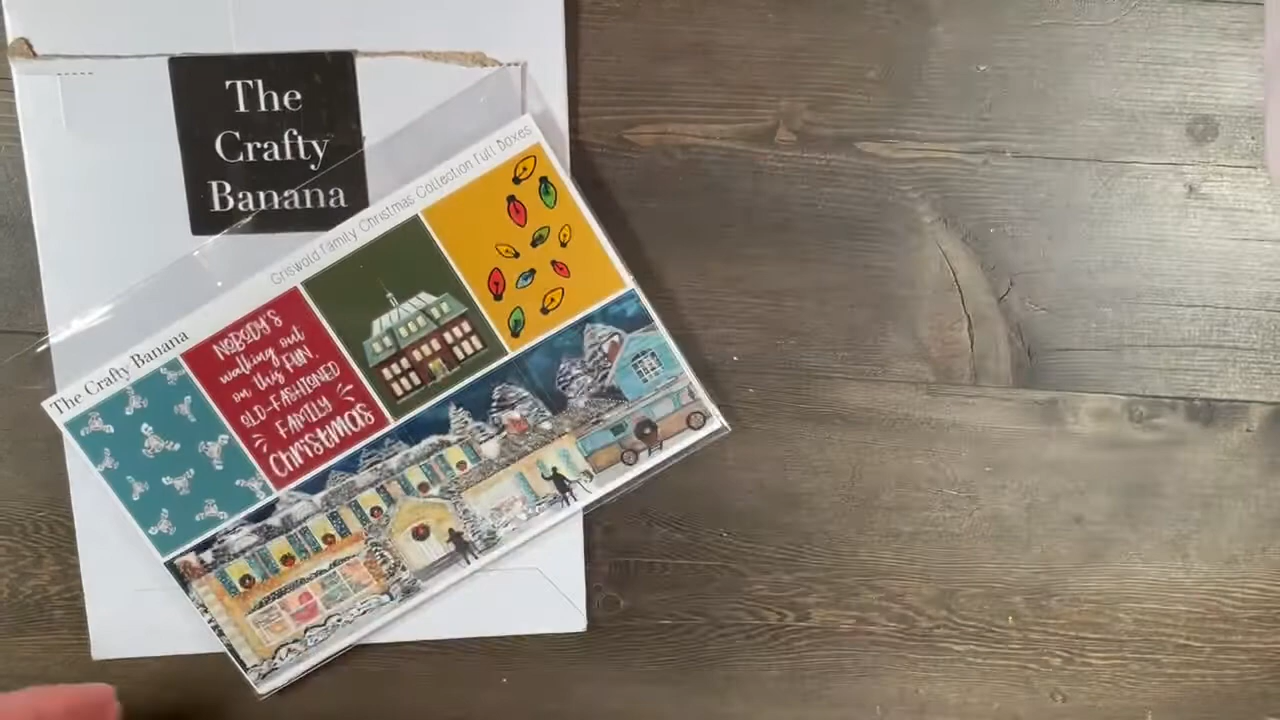 The
Crafty
Banana
The Crafty Banana
Griswold Family Christmas Collection Full Boxes
NOBODY'S
walking out
on this FUN,
OLD-FASHIONED
FAMILY
Christmas